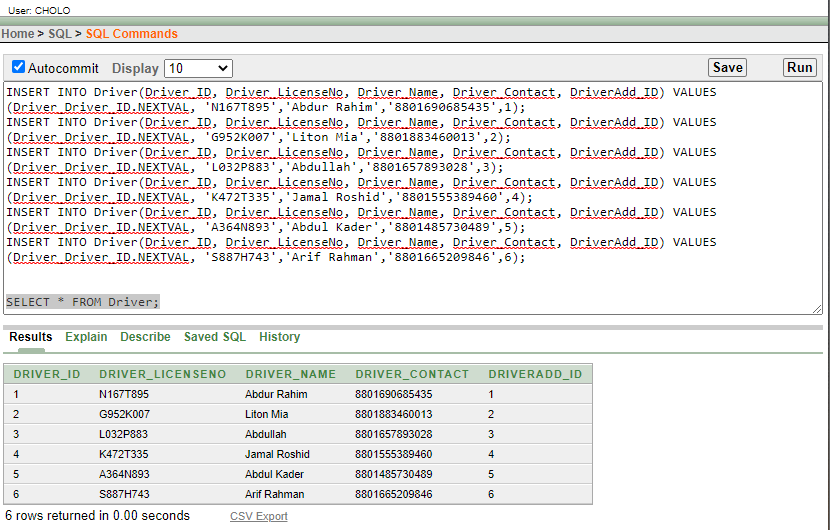 User: CHOLO
Home > SQL > SQL Commands
Autocommit Display 10 Save Run
INSERT INTO Driver(Driver_ID, Driver_LicenseNo, Driver_Name, Driver_Contact, DriverAdd_ID) VALUES
(Driver_Driver_ID.NEXTVAL, 'N167T895','Abdur Rahim','8801690685435',1);
INSERT INTO Driver(Driver_ID, Driver_LicenseNo, Driver_Name, Driver_Contact, DriverAdd_ID) VALUES
(Driver_Driver_ID.NEXTVAL, 'G952K007','Liton Mia','8801883460013',2);
INSERT INTO Driver(Driver_ID, Driver_LicenseNo, Driver_Name, Driver_Contact, DriverAdd_ID) VALUES
(Driver_Driver_ID.NEXTVAL, 'L032P883','Abdullah','8801657893028',3);
INSERT INTO Driver(Driver_ID, Driver_LicenseNo, Driver_Name, Driver_Contact, DriverAdd_ID) VALUES
(Driver_Driver_ID.NEXTVAL, 'K472T335','Jamal Roshid','8801555389460',4);
INSERT INTO Driver(Driver_ID, Driver_LicenseNo, Driver_Name, Driver_Contact, DriverAdd_ID) VALUES
(Driver_Driver_ID.NEXTVAL, 'A364N893','Abdul Kader','8801485730489',5);
INSERT INTO Driver(Driver_ID, Driver_LicenseNo, Driver_Name, Driver_Contact, DriverAdd_ID) VALUES
(Driver_Driver_ID.NEXTVAL, 'S887H743','Arif Rahman','8801665209846',6);
SELECT * FROM Driver;
Results Explain Describe Saved SQL History
DRIVER_ID DRIVER_LICENSENO DRIVER_NAME DRIVER_CONTACT DRIVERADD_ID
1 N167T895 Abdur Rahim 8801690685435 1
2 G952K007 Liton Mia 8801883460013 2
3 L032P883 Abdullah 8801657893028 3
4 K472T335 Jamal Roshid 8801555389460 4
5 A364N893 Abdul Kader 8801485730489 5
6 S887H743 Arif Rahman 8801665209846 6
6 rows returned in 0.00 seconds CSV Export